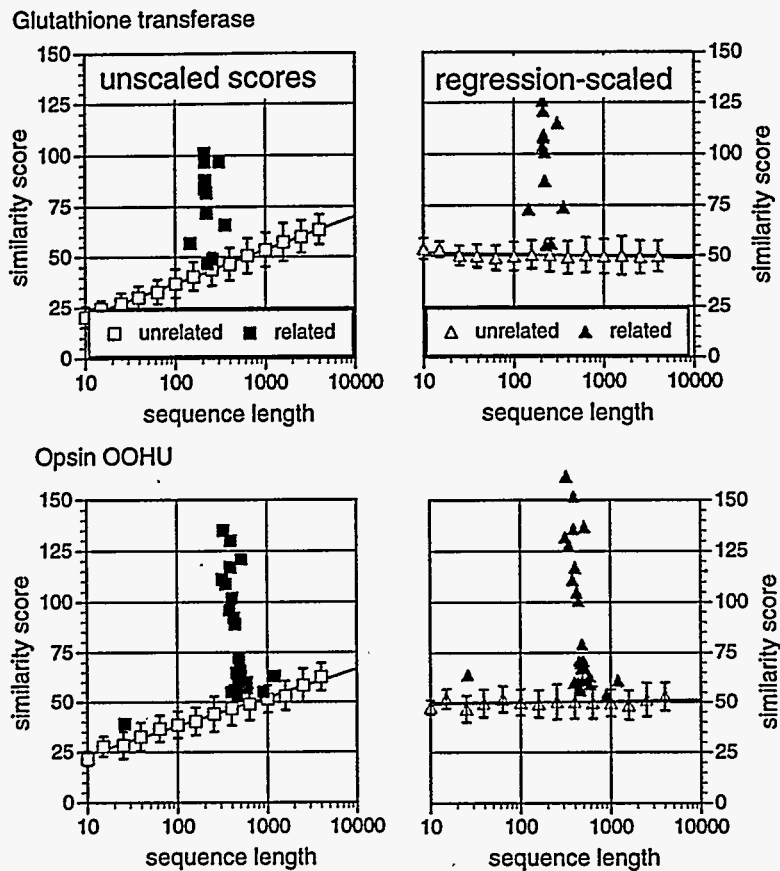 Glutathione transferase
unscaled scores
regression-scaled
150
125
100
75
50
25
0
similarity score
unrelated
related
10
100
1000
10000
sequence length
150
125
100
75
50
25
0
similarity score
unrelated
related
10
100
1000
10000
sequence length
Opsin OOHU
150
125
100
75
50
25
0
similarity score
10
100
1000
10000
sequence length
150
125
100
75
50
25
0
similarity score
10
100
1000
10000
sequence length